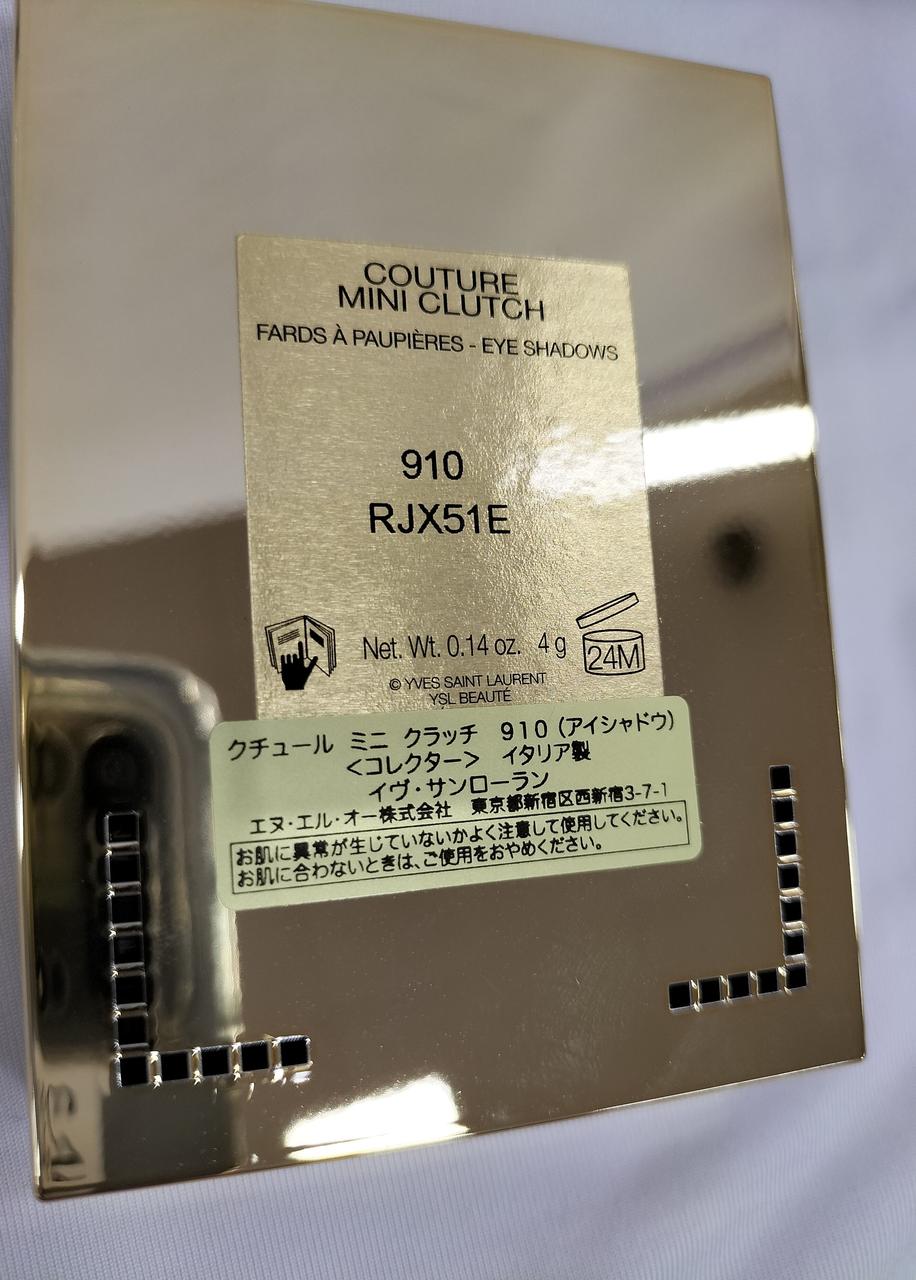 COUTURE
MINI CLUTCH
FARDS À PAUPIÈRES - EYE SHADOWS
910
RJX51E
Net. Wt. 0.14 oz. 4 g
24M
© YVES SAINT LAURENT
YSL BEAUTÉ
クチュール ミニ クラッチ 910 (アイシャドウ)
<コレクター> イタリア製
イヴ・サンローラン
エヌ・エル・オー株式会社 東京都新宿区西新宿3-7-1
お肌に異常が生じていないかよく注意して使用してください。
お肌に合わないときは、ご使用をおやめください。